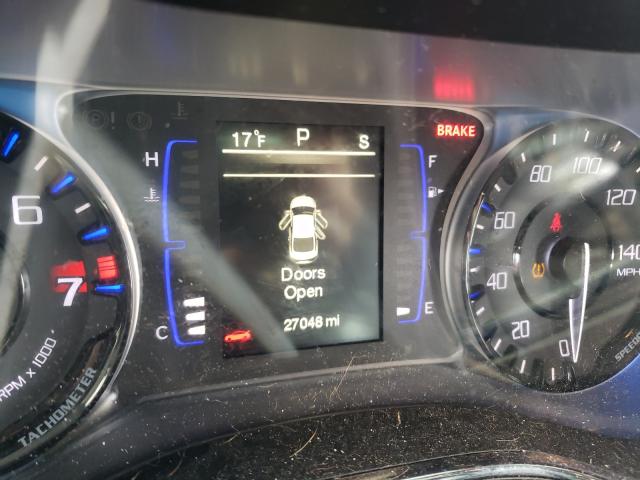 17°F P S
BRAKE
H
F
6
7
RPM x 1000
TACHOMETER
C
E
Doors
Open
27048 mi
0
20
40
60
80
100
120
140
MPH